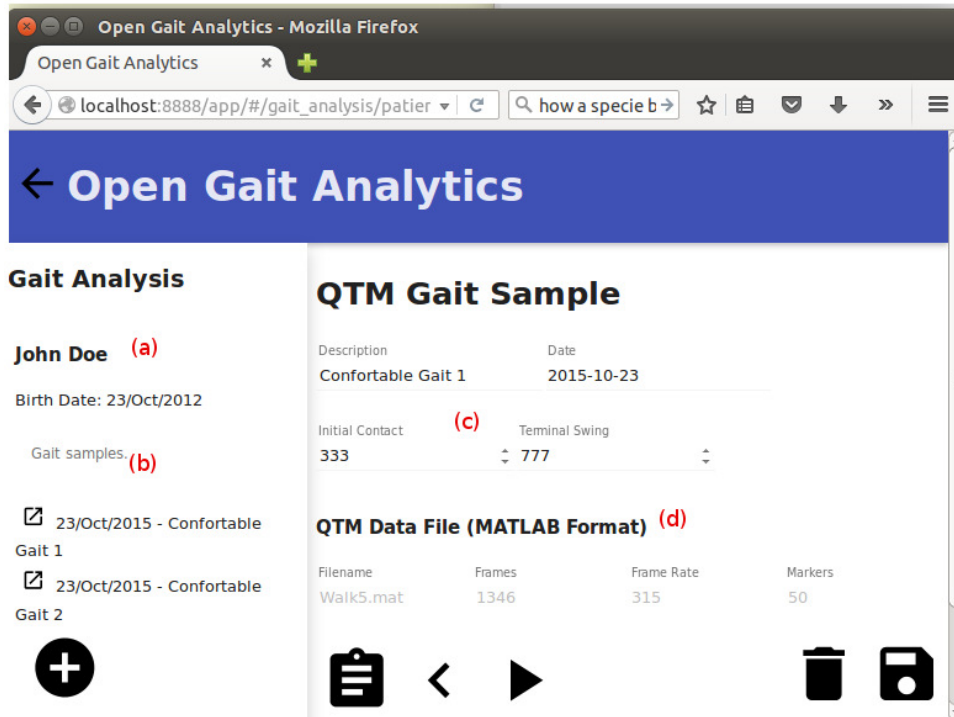 Open Gait Analytics - Mozilla Firefox
Open Gait Analytics
localhost:8888/app/#/gait_analysis/patier
how a specie b
Open Gait Analytics
Gait Analysis
John Doe (a)
Birth Date: 23/Oct/2012
Gait samples. (b)
23/Oct/2015 - Confortable
Gait 1
23/Oct/2015 - Confortable
Gait 2
QTM Gait Sample
Description Date
Confortable Gait 1 2015-10-23
Initial Contact (c) Terminal Swing
333 777
QTM Data File (MATLAB Format) (d)
Filename Frames Frame Rate Markers
Walk5.mat 1346 315 50